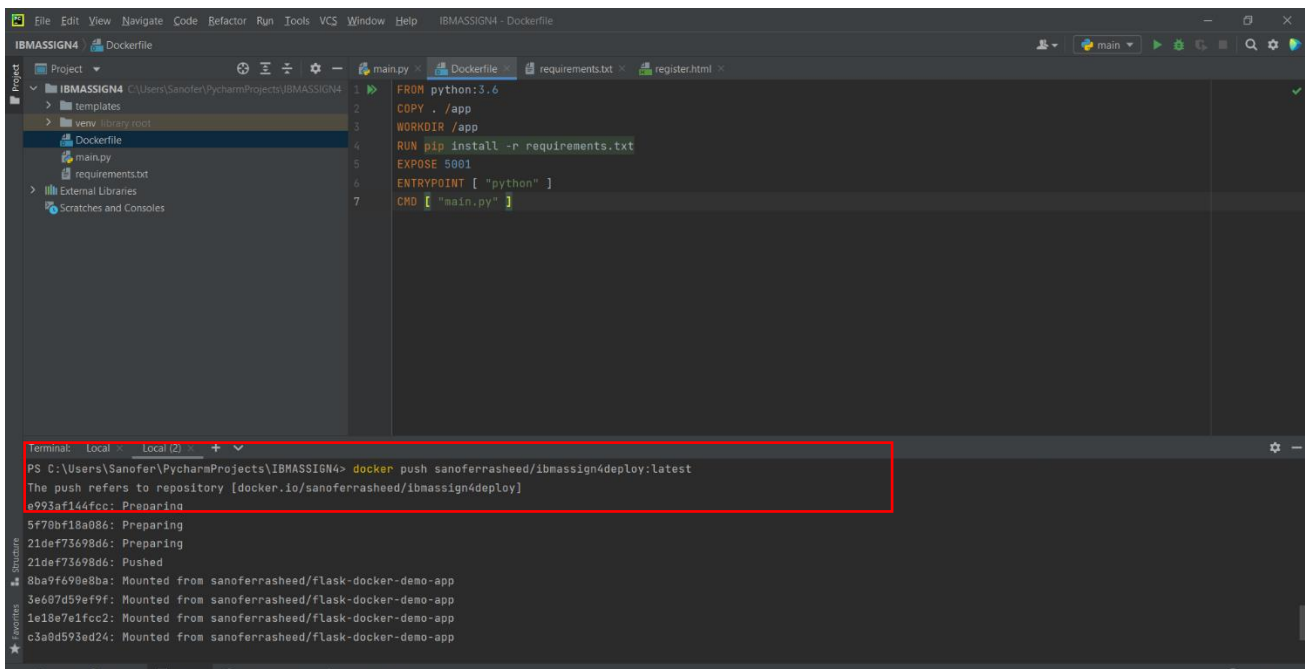 File Edit View Navigate Code Refactor Run Tools VCS Window Help IBMASSIGN4 - Dockerfile
IBMASSIGN4 Dockerfile main
Project main.py Dockerfile requirements.txt register.html
Project
IBMASSIGN4 C:\Users\Sanofer\PycharmProjects\IBMASSIGN4
templates
venv library root
Dockerfile
main.py
requirements.txt
External Libraries
Scratches and Consoles
1 FROM python:3.6
2 COPY . /app
3 WORKDIR /app
4 RUN pip install -r requirements.txt
5 EXPOSE 5001
6 ENTRYPOINT [ "python" ]
7 CMD [ "main.py" ]
Terminal: Local Local (2)
PS C:\Users\Sanofer\PycharmProjects\IBMASSIGN4> docker push sanoferrasheed/ibmassign4deploy:latest
The push refers to repository [docker.io/sanoferrasheed/ibmassign4deploy]
e993af144fcc: Preparing
5f70bf18a086: Preparing
21def73698d6: Preparing
21def73698d6: Pushed
8ba9f690e8ba: Mounted from sanoferrasheed/flask-docker-demo-app
3e607d59ef9f: Mounted from sanoferrasheed/flask-docker-demo-app
1e18e7e1fcc2: Mounted from sanoferrasheed/flask-docker-demo-app
c3a0d593ed24: Mounted from sanoferrasheed/flask-docker-demo-app
Structure
Favorites